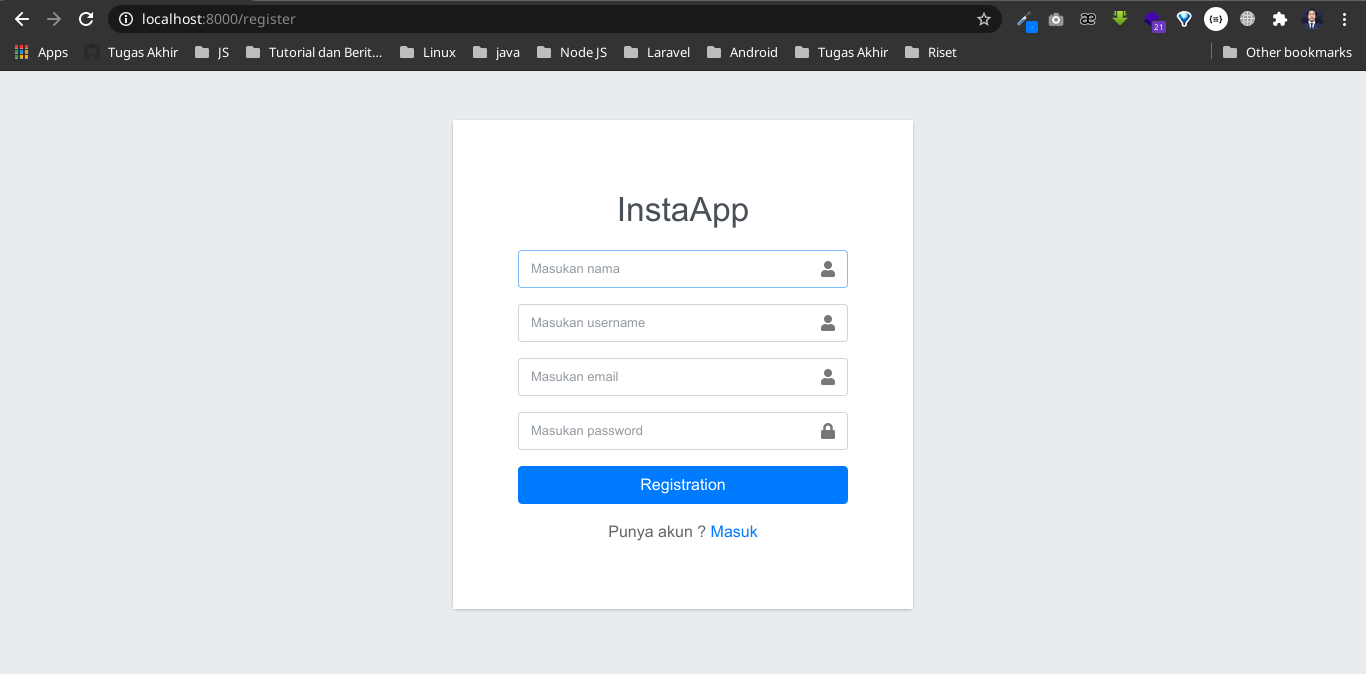 localhost:8000/register
21
Apps Tugas Akhir JS Tutorial dan Berit... Linux java Node JS Laravel Android Tugas Akhir Riset Other bookmarks
InstaApp
Masukan nama
Masukan username
Masukan email
Masukan password
Registration
Punya akun ? Masuk